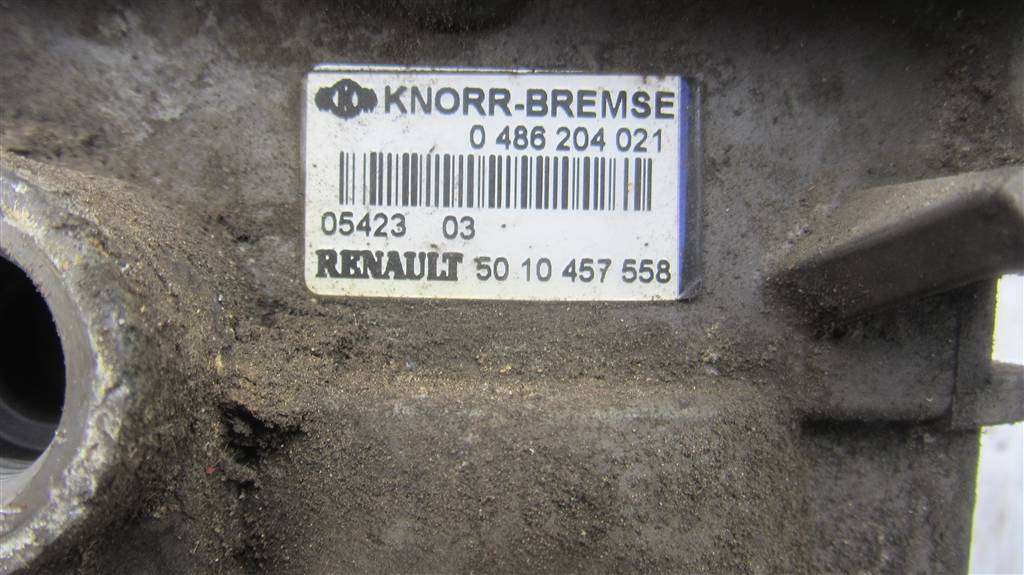 KNORR-BREMSE
0 486 204 021
05423 03
RENAULT 50 10 457 558